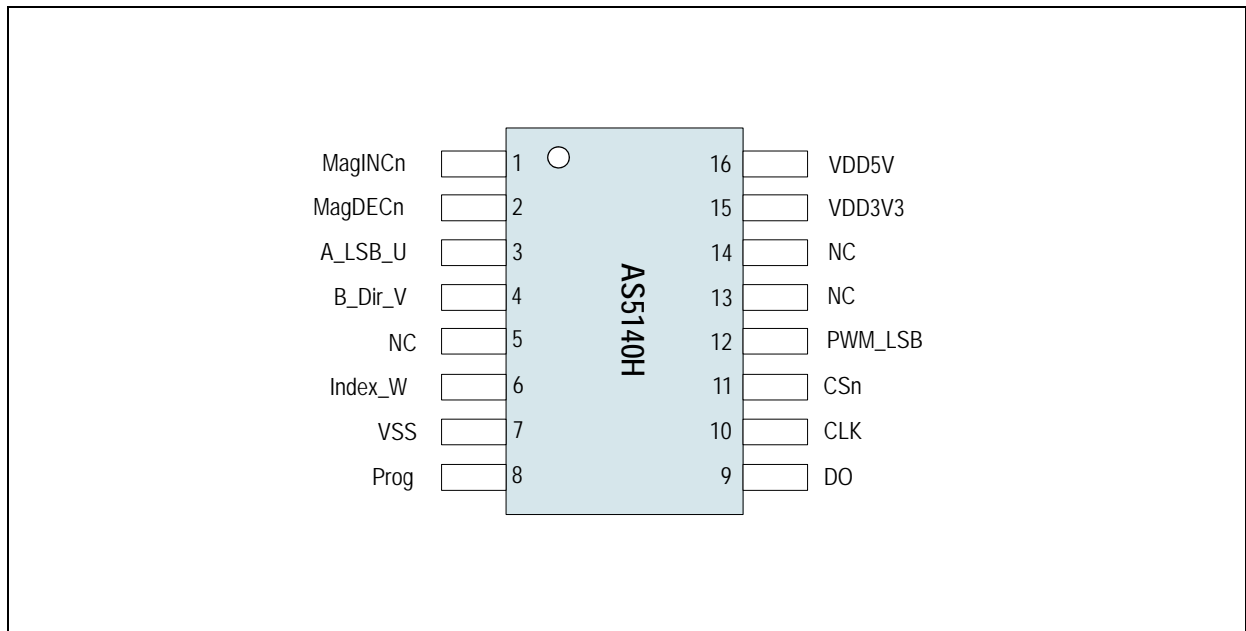 MagINCn 1 16 VDD5V
MagDECn 2 15 VDD3V3
A_LSB_U 3 14 NC
B_Dir_V 4 13 NC
NC 5 12 PWM_LSB
Index_W 6 11 CSn
VSS 7 10 CLK
Prog 8 9 DO
AS5140H